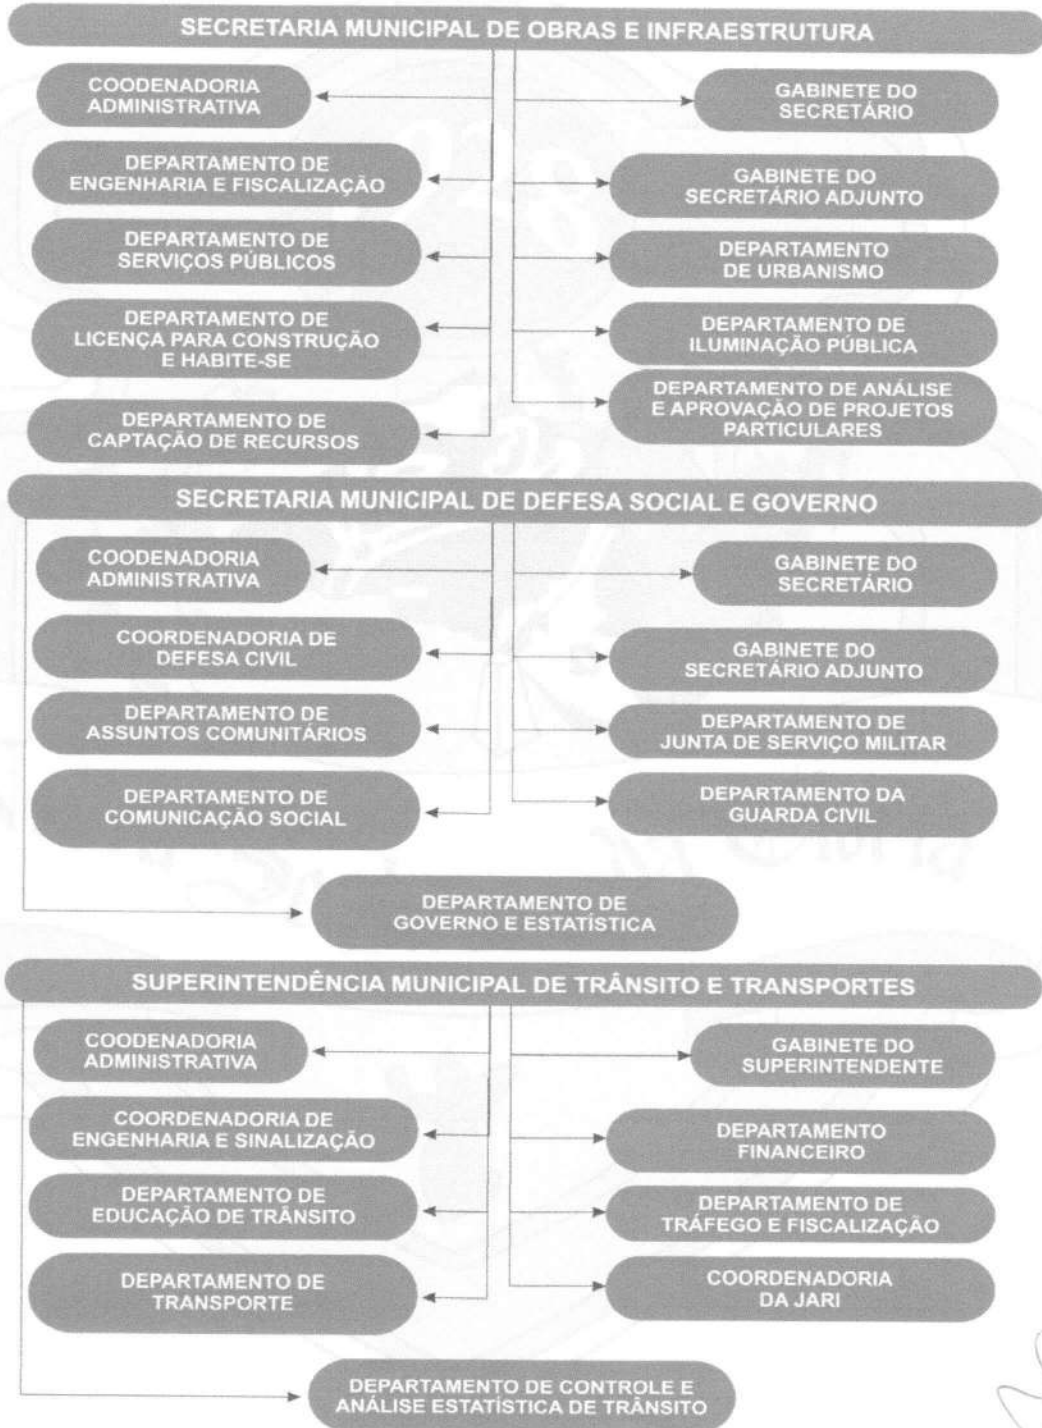 SECRETARIA MUNICIPAL DE OBRAS E INFRAESTRUTURA
COODENADORIA
ADMINISTRATIVA
GABINETE DO
SECRETÁRIO
DEPARTAMENTO DE
ENGENHARIA E FISCALIZAÇÃO
GABINETE DO
SECRETÁRIO ADJUNTO
DEPARTAMENTO DE
SERVIÇOS PÚBLICOS
DEPARTAMENTO
DE URBANISMO
DEPARTAMENTO DE
LICENÇA PARA CONSTRUÇÃO
E HABITE-SE
DEPARTAMENTO DE
ILUMINAÇÃO PÚBLICA
DEPARTAMENTO DE
CAPTAÇÃO DE RECURSOS
DEPARTAMENTO DE ANÁLISE
E APROVAÇÃO DE PROJETOS
PARTICULARES
SECRETARIA MUNICIPAL DE DEFESA SOCIAL E GOVERNO
COODENADORIA
ADMINISTRATIVA
GABINETE DO
SECRETÁRIO
COORDENADORIA DE
DEFESA CIVIL
GABINETE DO
SECRETÁRIO ADJUNTO
DEPARTAMENTO DE
ASSUNTOS COMUNITÁRIOS
DEPARTAMENTO DE
JUNTA DE SERVIÇO MILITAR
DEPARTAMENTO DE
COMUNICAÇÃO SOCIAL
DEPARTAMENTO DA
GUARDA CIVIL
DEPARTAMENTO DE
GOVERNO E ESTATÍSTICA
SUPERINTENDÊNCIA MUNICIPAL DE TRÂNSITO E TRANSPORTES
COODENADORIA
ADMINISTRATIVA
GABINETE DO
SUPERINTENDENTE
COORDENADORIA DE
ENGENHARIA E SINALIZAÇÃO
DEPARTAMENTO
FINANCEIRO
DEPARTAMENTO DE
EDUCAÇÃO DE TRÂNSITO
DEPARTAMENTO DE
TRÁFEGO E FISCALIZAÇÃO
DEPARTAMENTO DE
TRANSPORTE
COORDENADORIA
DA JARI
DEPARTAMENTO DE CONTROLE E
ANÁLISE ESTATÍSTICA DE TRÂNSITO